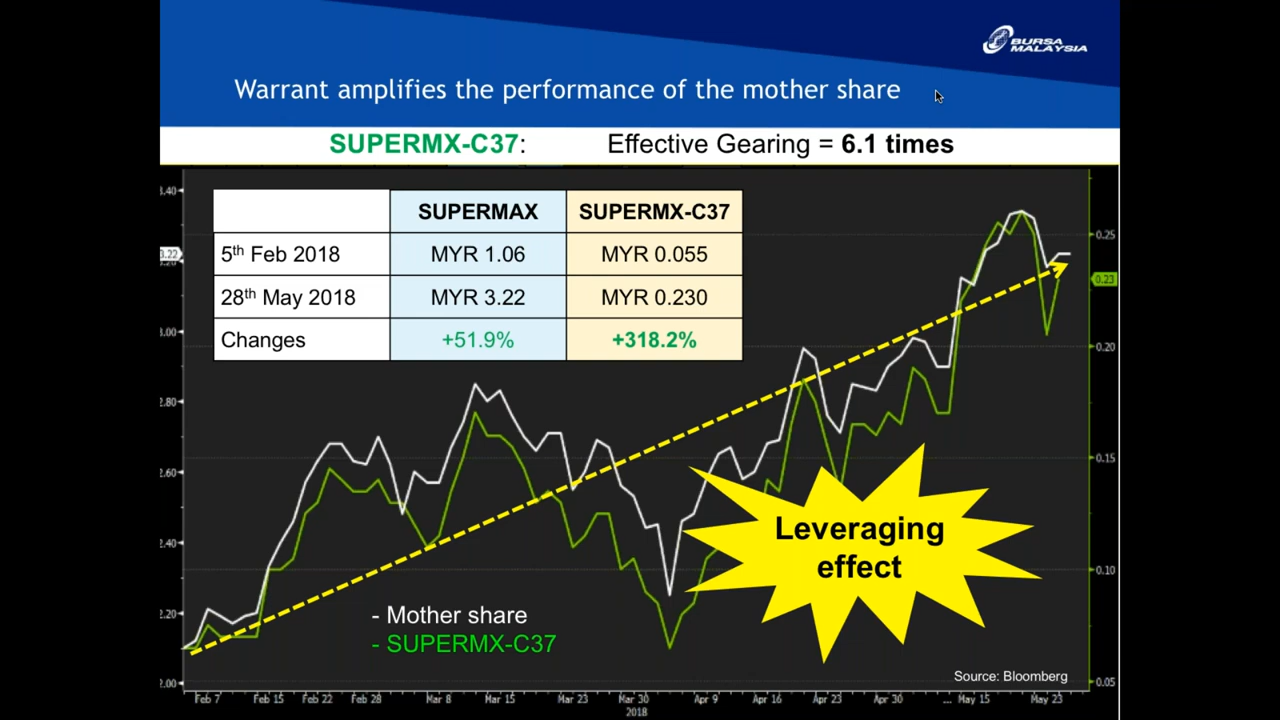 BURSA
MALAYSIA
Warrant amplifies the performance of the mother share
SUPERMX-C37: Effective Gearing = 6.1 times
SUPERMAX SUPERMX-C37
5th Feb 2018 MYR 1.06 MYR 0.055
28th May 2018 MYR 3.22 MYR 0.230
Changes +51.9% +318.2%
0.25
0.23
0.20
0.15
0.10
0.05
Leveraging
effect
- Mother share
- SUPERMX-C37
Source: Bloomberg
Feb 7 Feb 15 Feb 22 Feb 28 Mar 8 Mar 15 Mar 23 Mar 30 Apr 9 Apr 16 Apr 23 Apr 30 ... May 15 May 23
2018